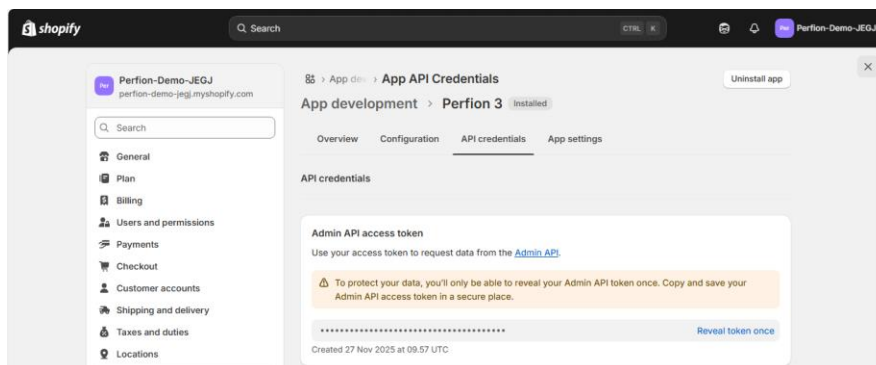 shopify
Search
CTRL K
Per
Perfion-Demo-JEGJ
Per
Perfion-Demo-JEGJ
perfion-demo-jegj.myshopify.com
Search
General
Plan
Billing
Users and permissions
Payments
Checkout
Customer accounts
Shipping and delivery
Taxes and duties
Locations
App dev › App API Credentials
Uninstall app
App development › Perfion 3 Installed
Overview Configuration API credentials App settings
API credentials
Admin API access token
Use your access token to request data from the Admin API.
To protect your data, you'll only be able to reveal your Admin API token once. Copy and save your
Admin API access token in a secure place.
••••••••••••••••••••••••••••••••••••••
Reveal token once
Created 27 Nov 2025 at 09.57 UTC